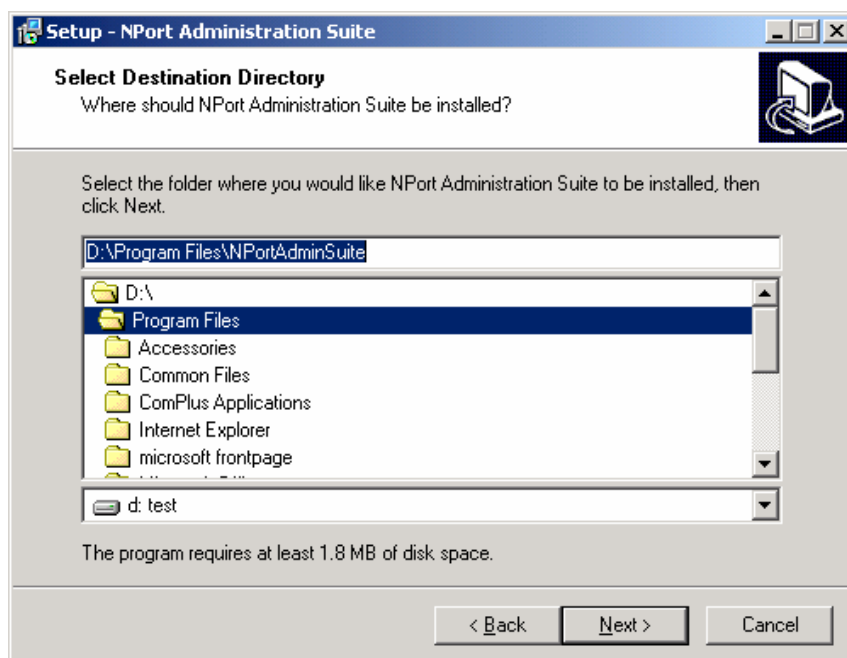 Setup - NPort Administration Suite
Select Destination Directory
Where should NPort Administration Suite be installed?
Select the folder where you would like NPort Administration Suite to be installed, then
click Next.
D:\Program Files\NPortAdminSuite
D:\
Program Files
Accessories
Common Files
ComPlus Applications
Internet Explorer
microsoft frontpage
d: test
The program requires at least 1.8 MB of disk space.
< Back
Next >
Cancel